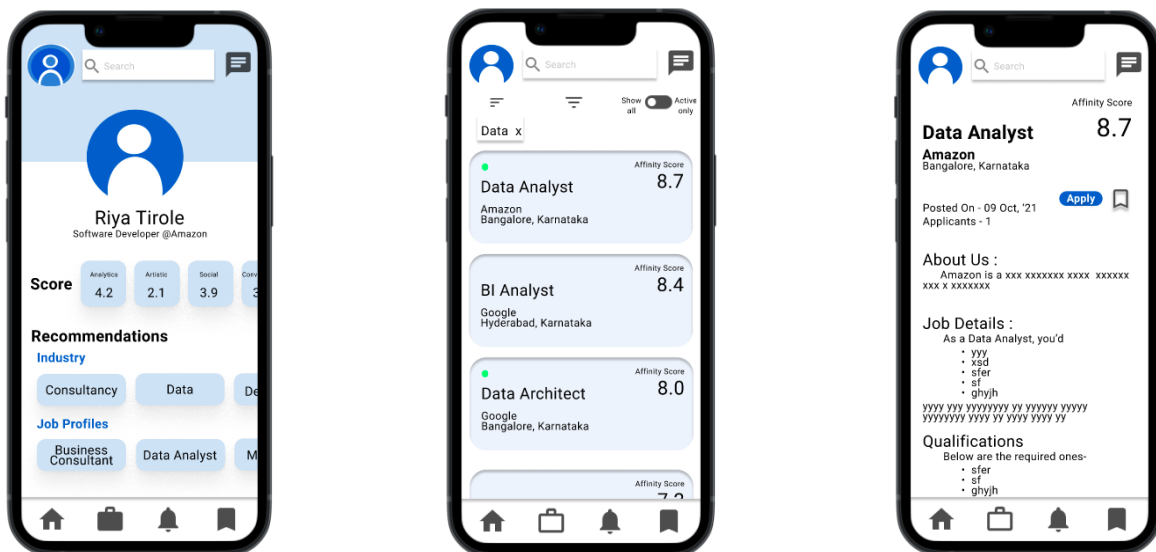 Search
Riya Tirole
Software Developer @Amazon
Score
Analytics
4.2
Artistic
2.1
Social
3.9
Conv
3
Recommendations
Industry
Consultancy
Data
De
Job Profiles
Business
Consultant
Data Analyst
M
Search
Show
all
Active
only
Data x
Affinity Score
8.7
Data Analyst
Amazon
Bangalore, Karnataka
Affinity Score
8.4
BI Analyst
Google
Hyderabad, Karnataka
Affinity Score
8.0
Data Architect
Google
Bangalore, Karnataka
Affinity Score
Search
Affinity Score
Data Analyst 8.7
Amazon
Bangalore, Karnataka
Posted On - 09 Oct, '21
Apply
Applicants - 1
About Us :
Amazon is a xxx xxxxxxx xxxx xxxxxx
xxx x xxxxxxx
Job Details :
As a Data Analyst, you'd
• yyy
• xsd
• sfer
• sf
• ghyjh
yyyy yyy yyyyyyyy yy yyyyyy yyyyy
yyyyyyyy yyyy yy yyyy yyyy yy
Qualifications
Below are the required ones-
• sfer
• sf
• ghyjh